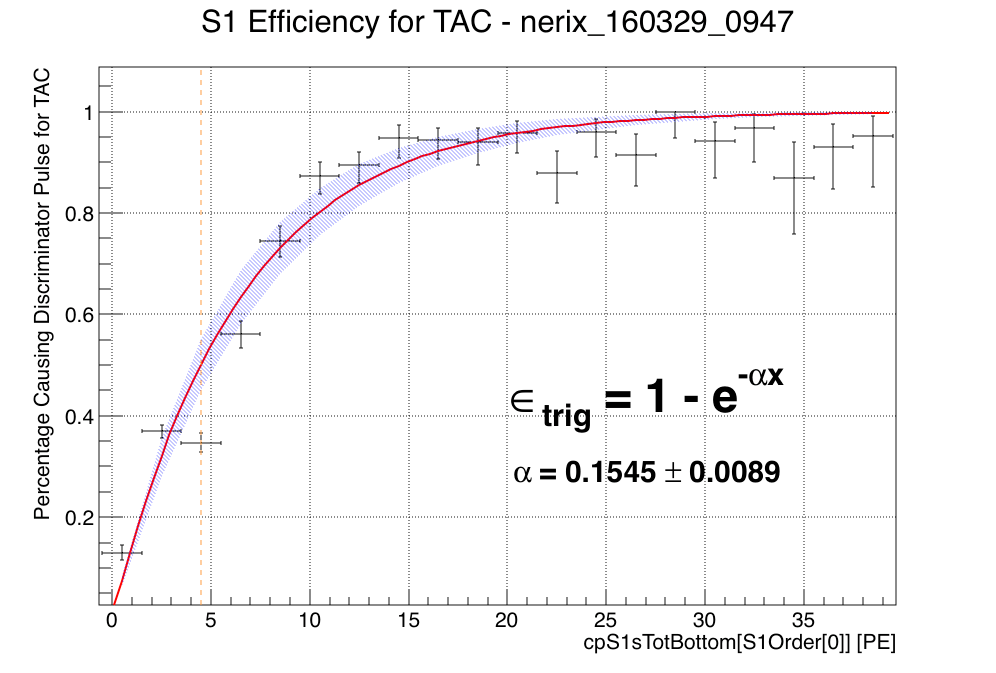 S1 Efficiency for TAC - nerix_160329_0947
Percentage Causing Discriminator Pulse for TAC
1
0.8
0.6
0.4
0.2
∈trig = 1 - e^-αx
α = 0.1545 ± 0.0089
0 5 10 15 20 25 30 35
cpS1sTotBottom[S1Order[0]] [PE]